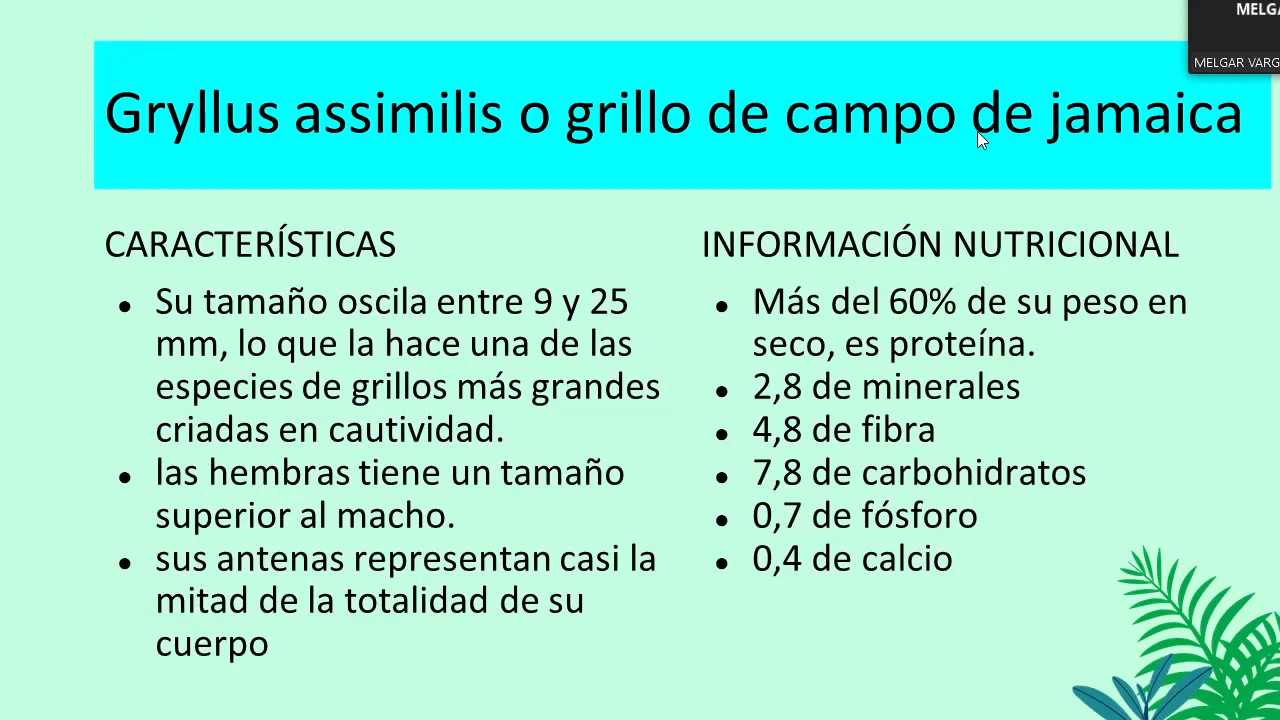 MELGA
MELGAR VARG
Gryllus assimilis o grillo de campo de jamaica
CARACTERÍSTICAS
• Su tamaño oscila entre 9 y 25
mm, lo que la hace una de las
especies de grillos más grandes
criadas en cautividad.
• las hembras tiene un tamaño
superior al macho.
• sus antenas representan casi la
mitad de la totalidad de su
cuerpo
INFORMACIÓN NUTRICIONAL
• Más del 60% de su peso en
seco, es proteína.
• 2,8 de minerales
• 4,8 de fibra
• 7,8 de carbohidratos
• 0,7 de fósforo
• 0,4 de calcio